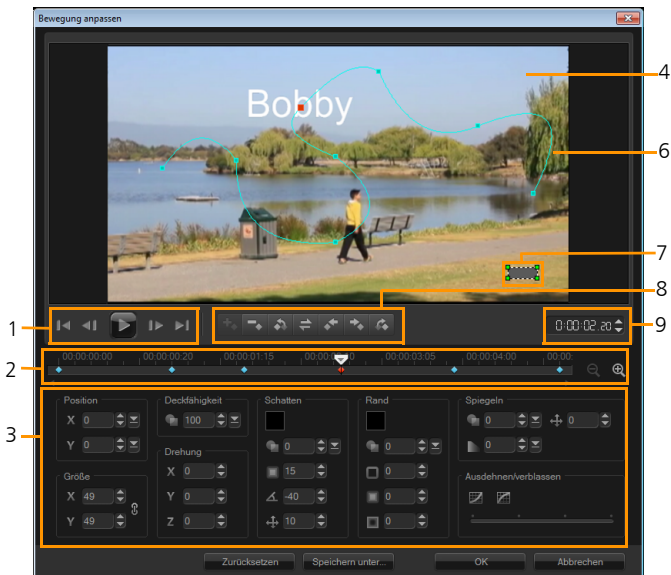 Bewegung anpassen
Bobby
4
6
7
8
1
0:00:02 20
9
2
00:00:00:00 00:00:00:20 00:00:01:15 00:00:03:05 00:00:04:00 00:00:
3
Position Deckfähigkeit Schatten Rand Spiegeln
X 0 100 0 0
Y 0 0 0 0
Drehung
Größe X 0 15 0 Ausdehnen/verblassen
X 49 Y 0 -40 0
Y 49 Z 0 10 0
Zurücksetzen Speichern unter... OK Abbrechen